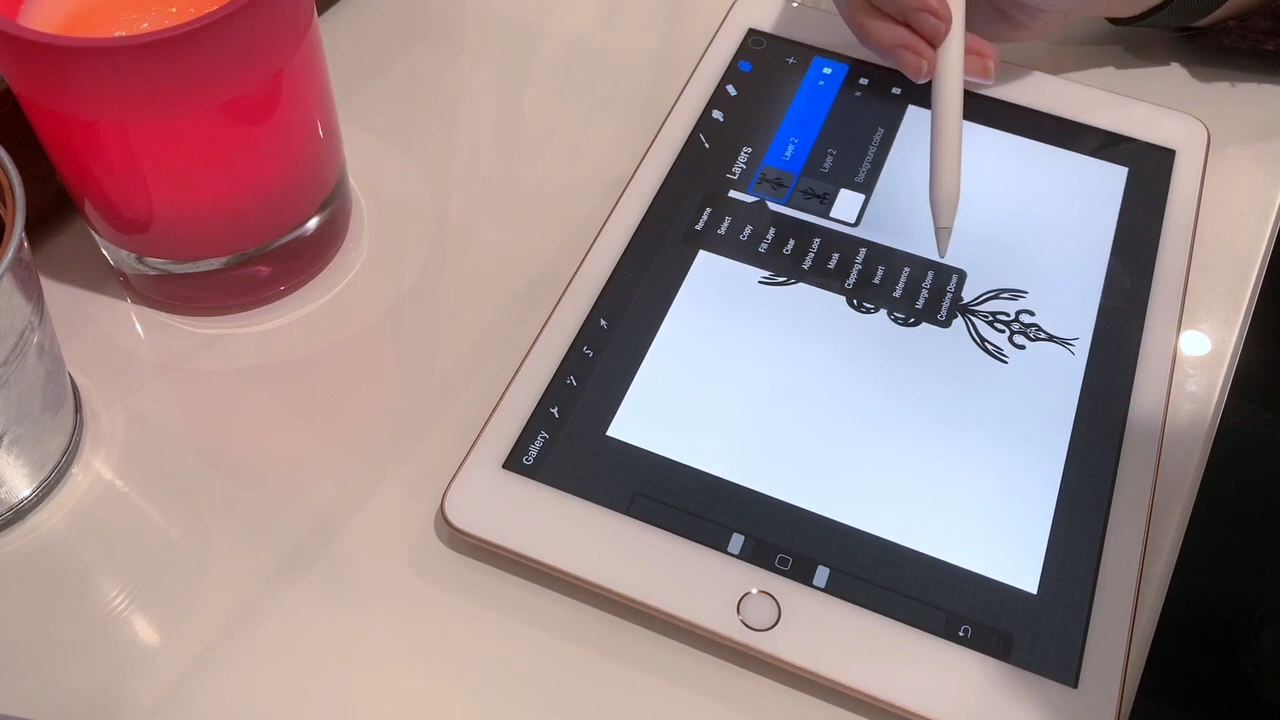 Gallery
Layers
Layer 2
N
Layer 2
N
Background colour
Rename
Select
Copy
Fill Layer
Clear
Alpha Lock
Mask
Clipping Mask
Invert
Reference
Merge Down
Combine Down